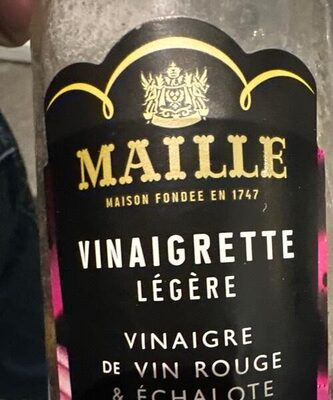 MAILLE
MAISON FONDEE EN 1747
VINAIGRETTE
LÉGÈRE
VINAIGRE
DE VIN ROUGE
& ÉCHALOTE